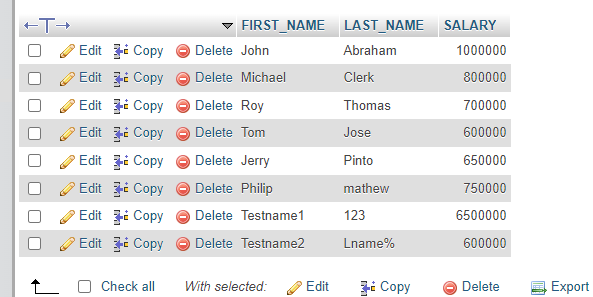 FIRST_NAME LAST_NAME SALARY
Edit Copy Delete John Abraham 1000000
Edit Copy Delete Michael Clerk 800000
Edit Copy Delete Roy Thomas 700000
Edit Copy Delete Tom Jose 600000
Edit Copy Delete Jerry Pinto 650000
Edit Copy Delete Philip mathew 750000
Edit Copy Delete Testname1 123 6500000
Edit Copy Delete Testname2 Lname% 600000
Check all With selected: Edit Copy Delete Export